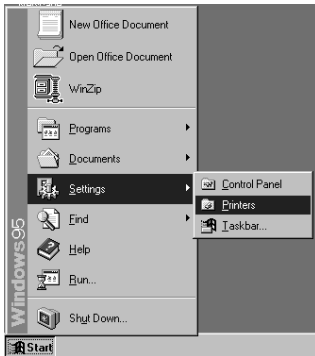 New Office Document
Open Office Document
WinZip
Programs
Documents
Settings
Control Panel
Printers
Taskbar...
Find
Help
Run...
Shut Down...
Windows95
Start